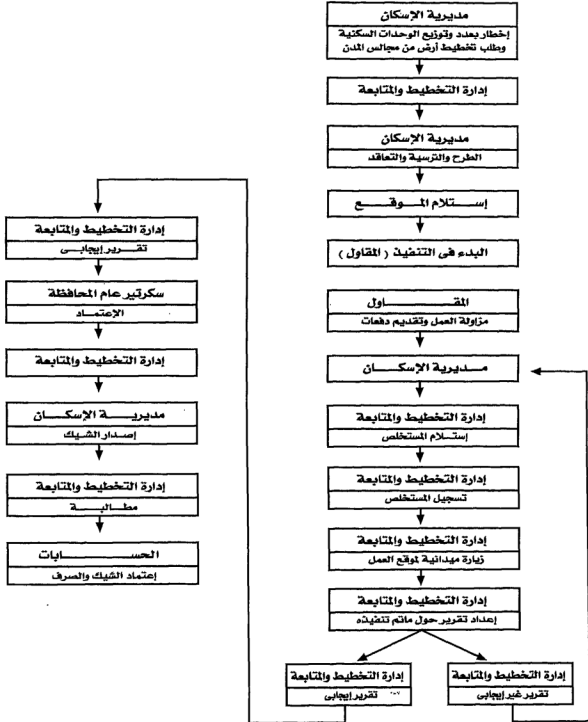 مديرية الإسكان
إخطار بعدد وتوزيع الوحدات السكنية
وطلب تخطيط أرض من مجالس المدن
إدارة التخطيط والمتابعة
مديرية الإسكان
الطرح والترسية والتعاقد
إستلام الموقع
البدء فى التنفيذ ( المقاول )
المقاول
مزاولة العمل وتقديم دفعات
مديرية الإسكان
إدارة التخطيط والمتابعة
إستلام المستخلص
إدارة التخطيط والمتابعة
تسجيل المستخلص
إدارة التخطيط والمتابعة
زيارة ميدانية لموقع العمل
إدارة التخطيط والمتابعة
إعداد تقرير حول ماتم تنفيذه
إدارة التخطيط والمتابعة
تقرير غير إيجابى
إدارة التخطيط والمتابعة
تقرير إيجابى
إدارة التخطيط والمتابعة
تقرير إيجابى
سكرتير عام المحافظة
الإعتماد
إدارة التخطيط والمتابعة
مديرية الإسكان
إصدار الشيك
إدارة التخطيط والمتابعة
مطالبة
الحسابات
إعتماد الشيك والصرف